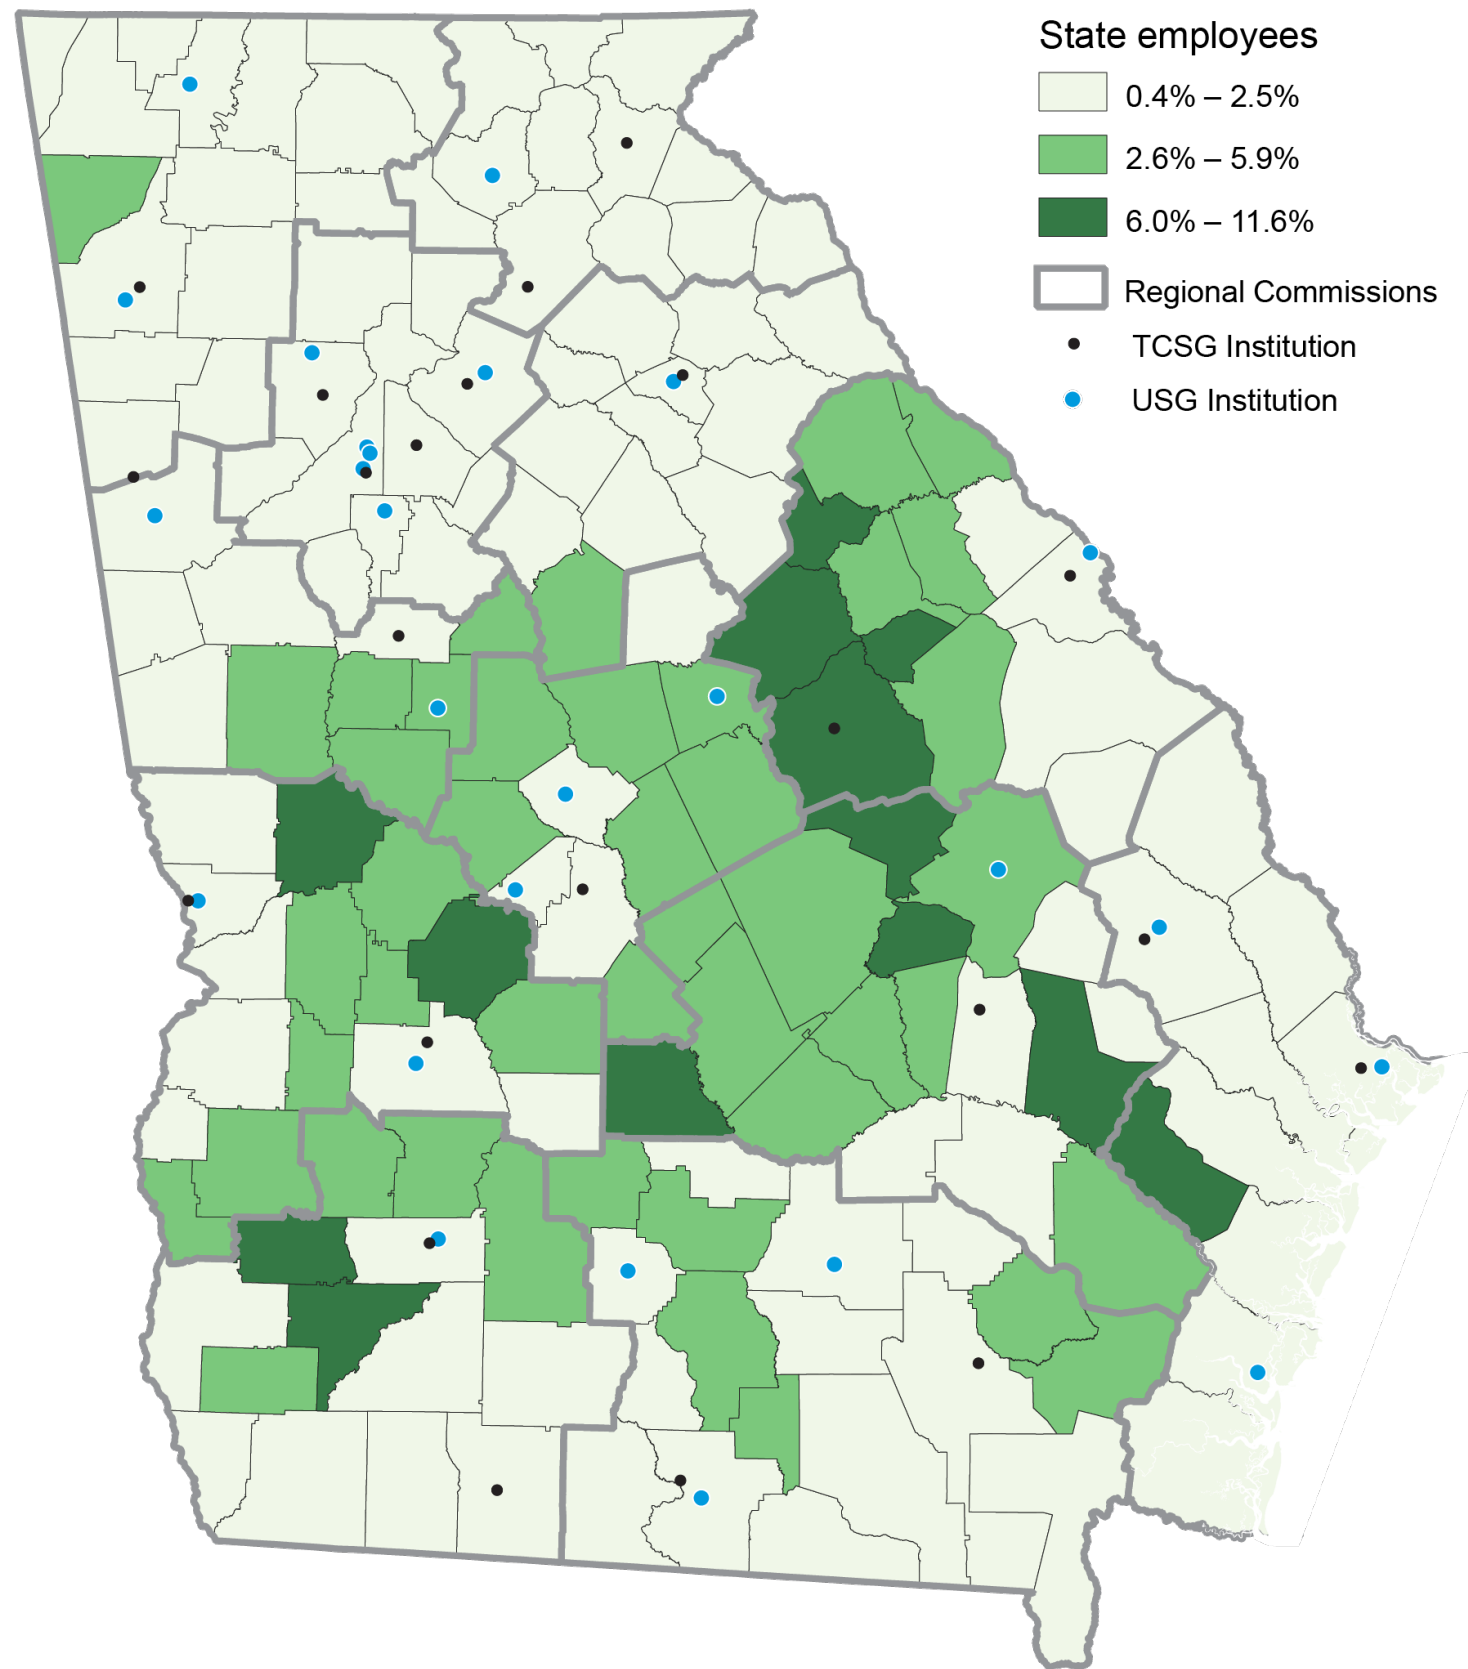 State employees
0.4% – 2.5%
2.6% – 5.9%
6.0% – 11.6%
Regional Commissions
TCSG Institution
USG Institution